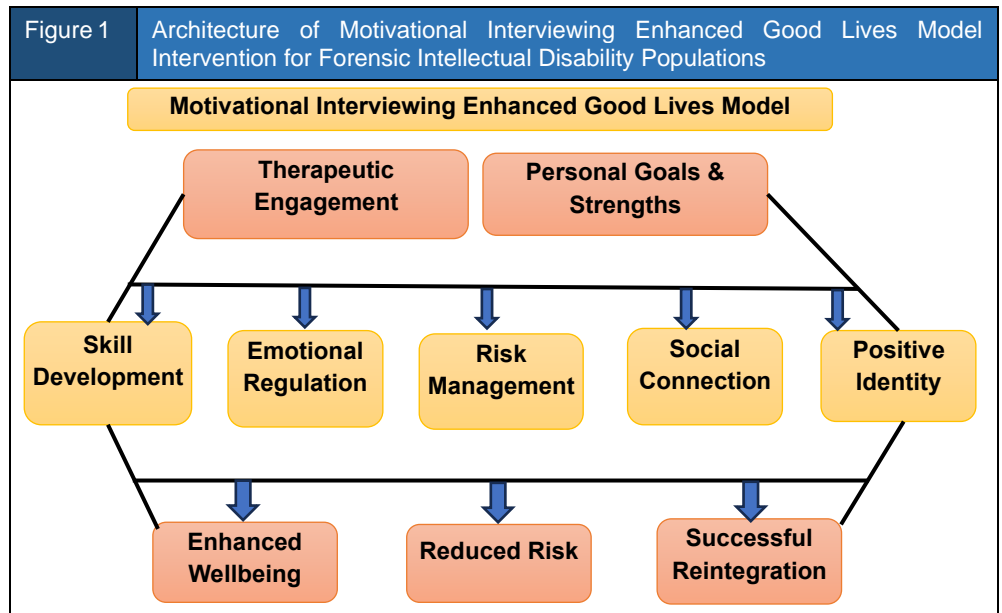 Figure 1
Architecture of Motivational Interviewing Enhanced Good Lives Model
Intervention for Forensic Intellectual Disability Populations
Motivational Interviewing Enhanced Good Lives Model
Therapeutic
Engagement
Personal Goals &
Strengths
Skill
Development
Emotional
Regulation
Risk
Management
Social
Connection
Positive
Identity
Enhanced
Wellbeing
Reduced Risk
Successful
Reintegration